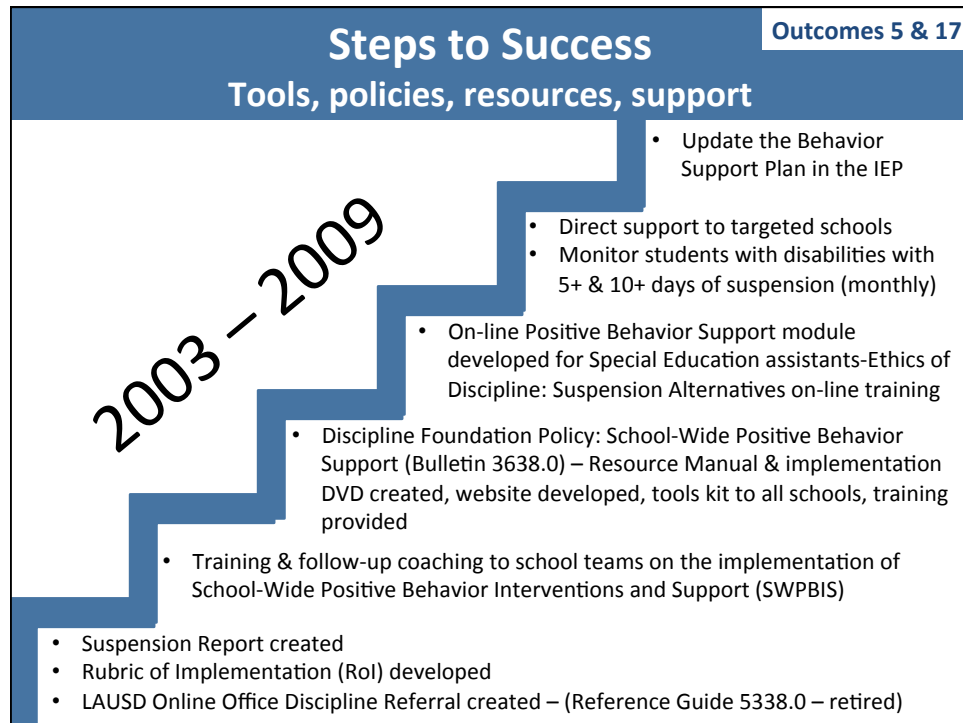 Outcomes 5 & 17
Steps to Success
Tools, policies, resources, support
2003 – 2009
• Update the Behavior
Support Plan in the IEP
• Direct support to targeted schools
• Monitor students with disabilities with
5+ & 10+ days of suspension (monthly)
• On-line Positive Behavior Support module
developed for Special Education assistants-Ethics of
Discipline: Suspension Alternatives on-line training
• Discipline Foundation Policy: School-Wide Positive Behavior
Support (Bulletin 3638.0) – Resource Manual & implementation
DVD created, website developed, tools kit to all schools, training
provided
• Training & follow-up coaching to school teams on the implementation of
School-Wide Positive Behavior Interventions and Support (SWPBIS)
• Suspension Report created
• Rubric of Implementation (RoI) developed
• LAUSD Online Office Discipline Referral created – (Reference Guide 5338.0 – retired)